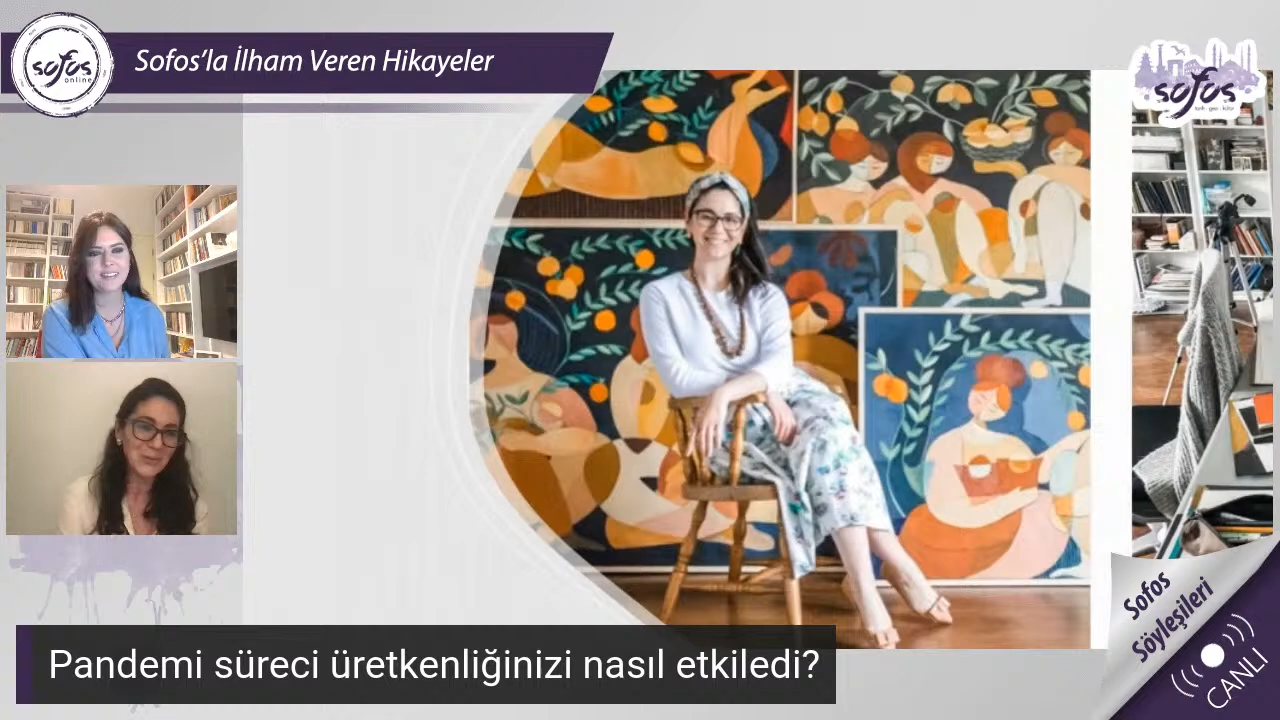 sofos
online
Sofos'la İlham Veren Hikayeler
sofos
Pandemi süreci üretkenliğinizi nasıl etkiledi?
Sofos
Söyleşileri
CANLI